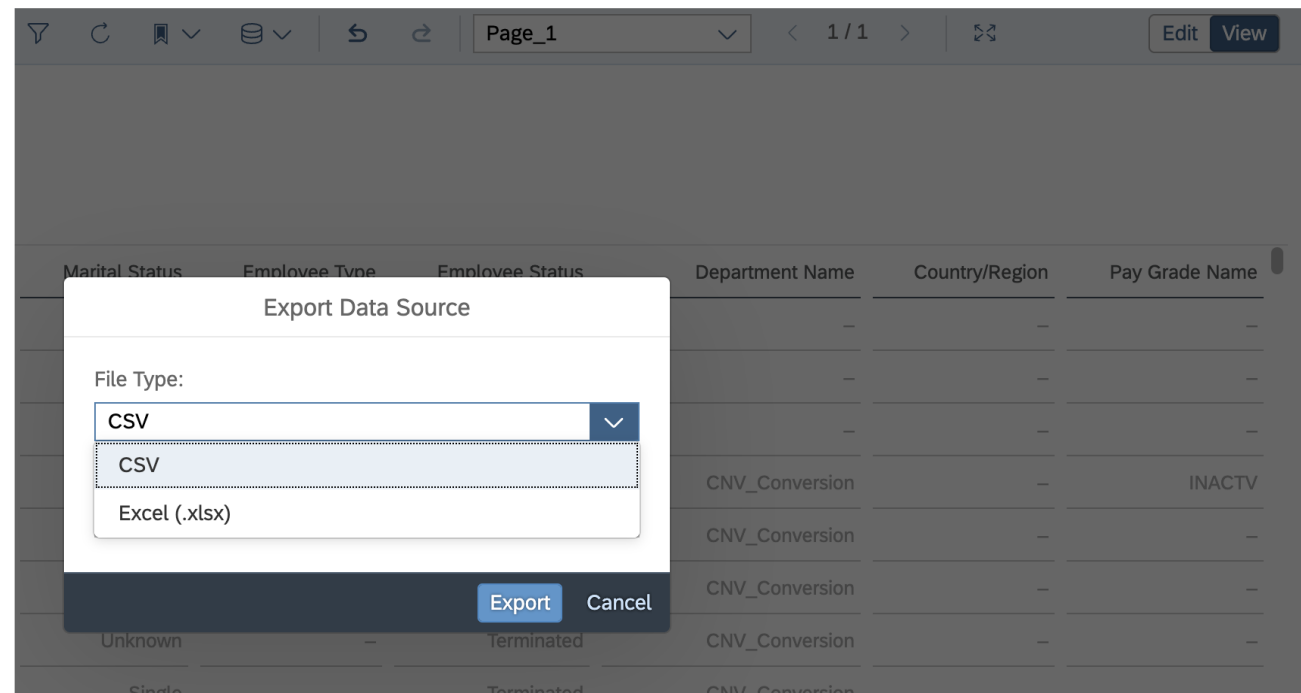 Page_1 1 / 1 Edit View
Marital Status Employee Type Employee Status Department Name Country/Region Pay Grade Name
Export Data Source
– – –
File Type:
– – –
CSV
– – –
CSV
CNV_Conversion – INACTV
Excel (.xlsx)
CNV_Conversion – –
CNV_Conversion – –
Export Cancel
Unknown – Terminated CNV_Conversion – –
Single Terminated CNV_Conversion